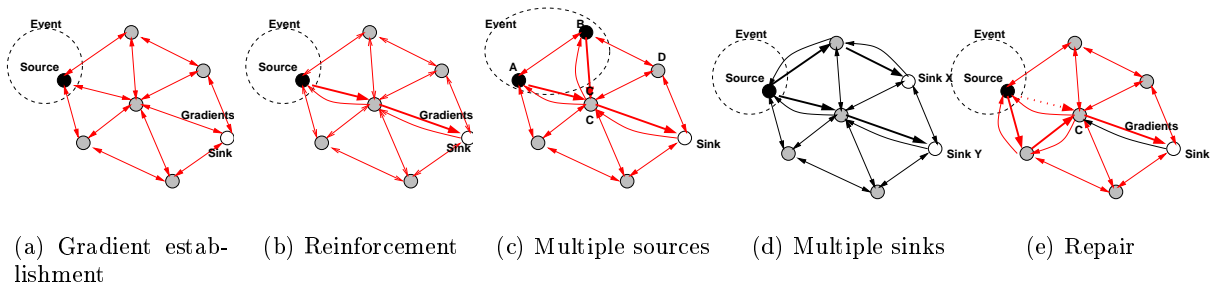 Event
Source
Gradients
Sink
(a) Gradient estab-
lishment
Event
Source
Gradients
Sink
(b) Reinforcement
Event
B
A
D
C
C
Sink
(c) Multiple sources
Event
Source
Sink X
Sink Y
(d) Multiple sinks
Event
Source
C
Gradients
Sink
(e) Repair